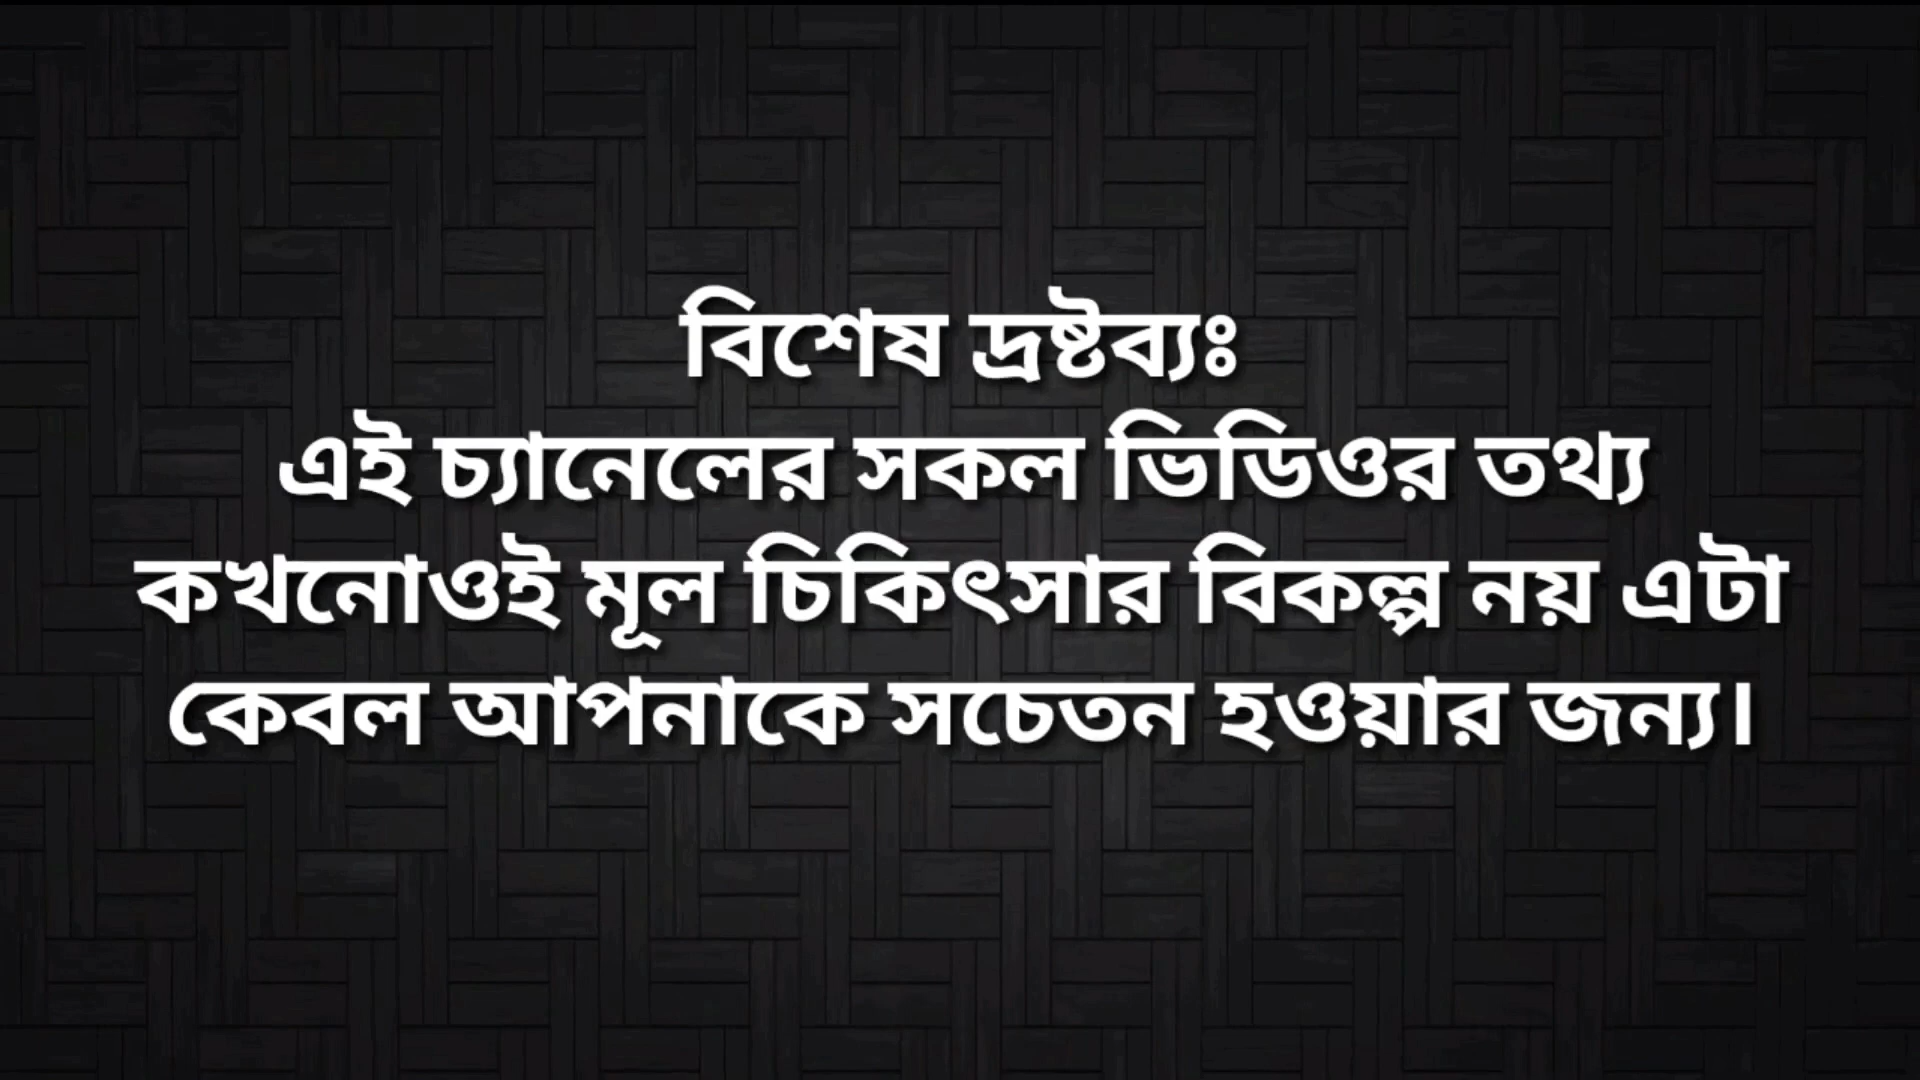 বিশেষ দ্রষ্টব্যঃ
এই চ্যানেলের সকল ভিডিওর তথ্য
কখনোওই মূল চিকিৎসার বিকল্প নয় এটা
কেবল আপনাকে সচেতন হওয়ার জন্য।